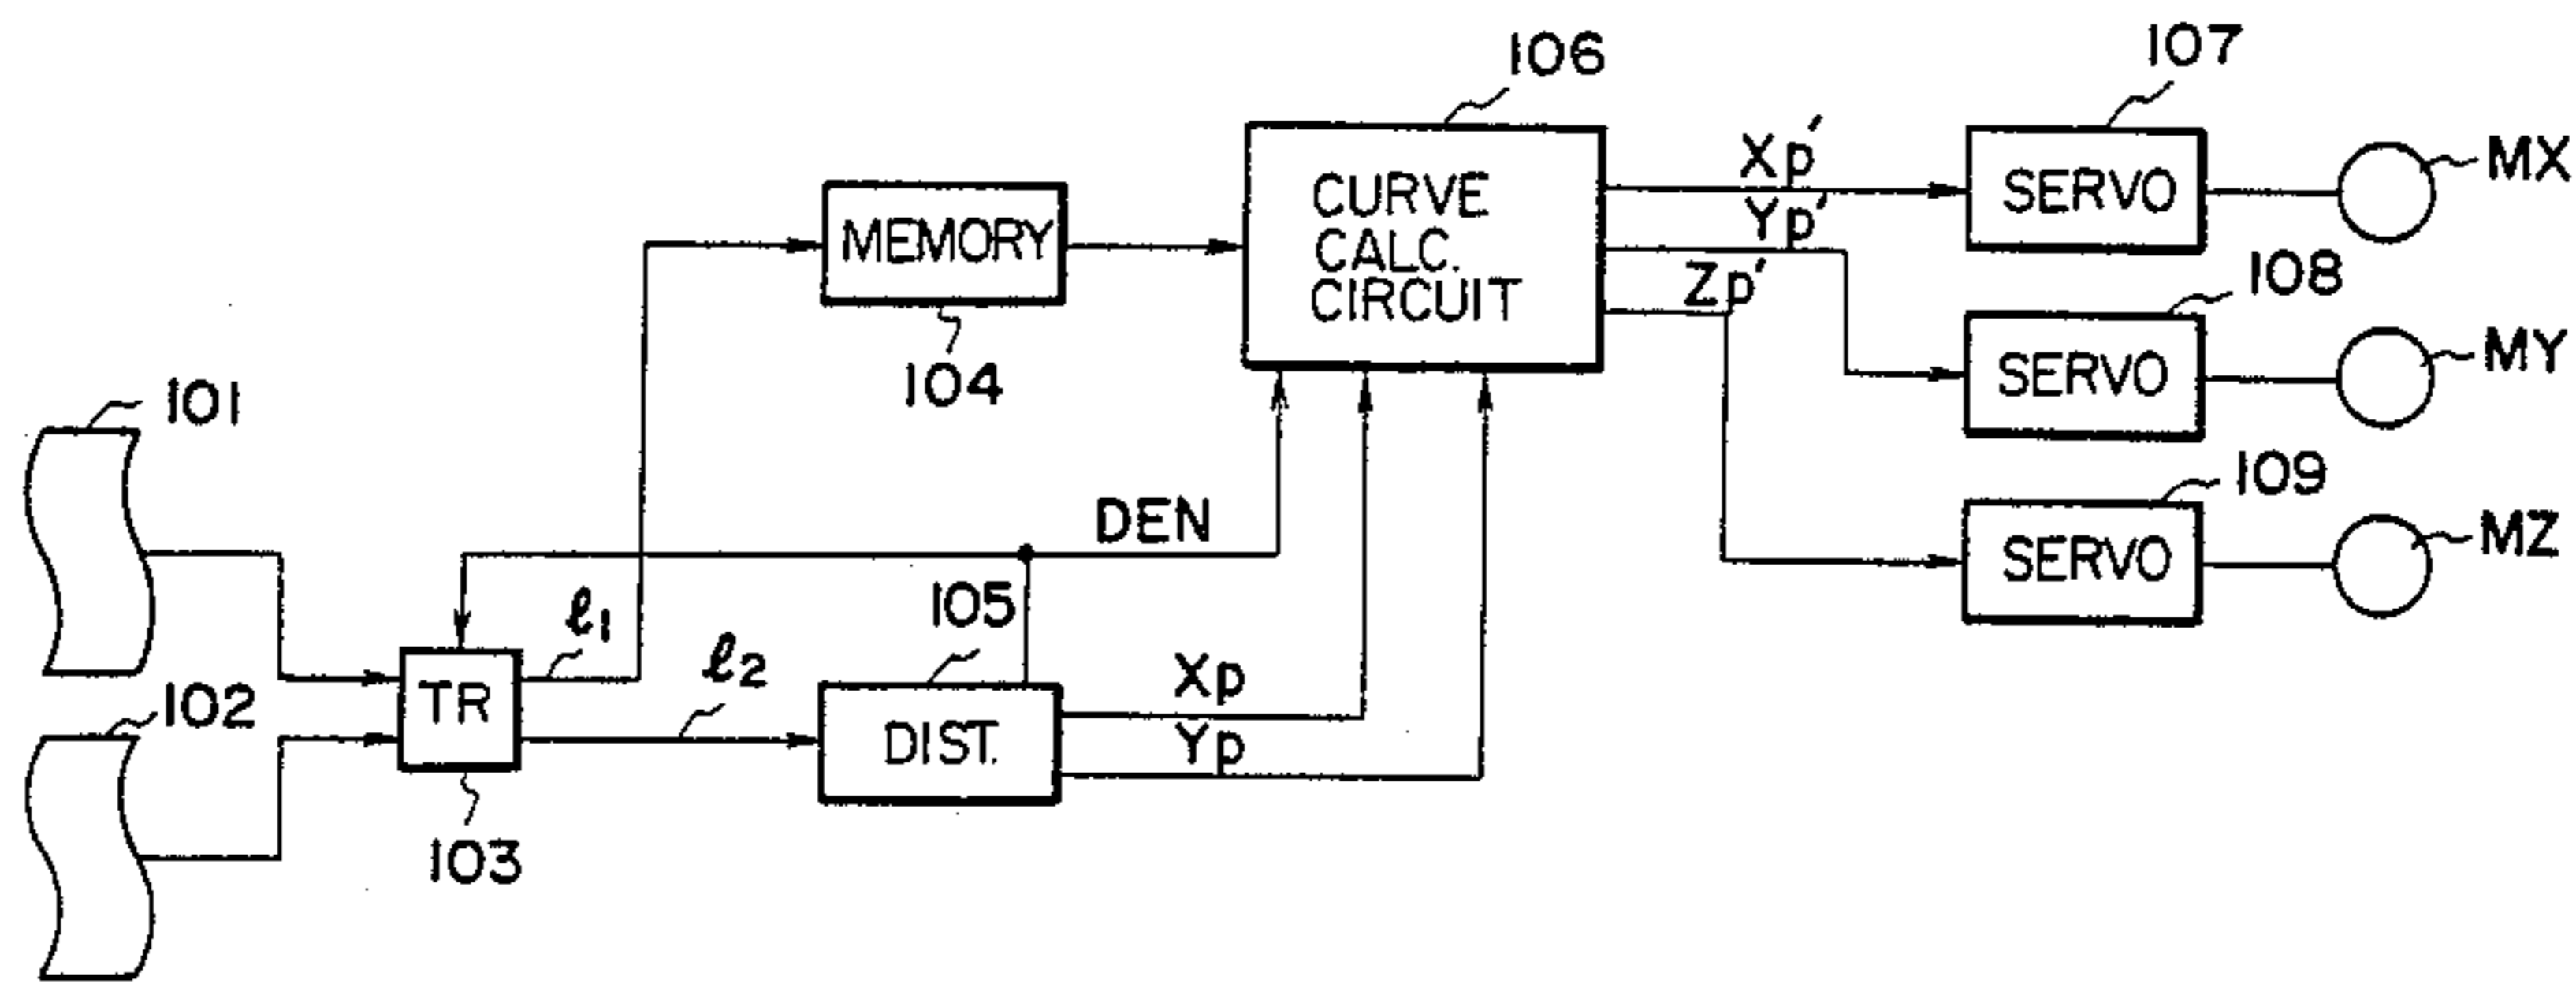 106
107
Xp'
MX
SERVO
CURVE
CALC.
CIRCUIT
Yp'
MEMORY
Zp'
108
104
MY
SERVO
101
109
DEN
MZ
SERVO
105
ℓ1
ℓ2
Xp
102
TR
DIST.
Yp
103